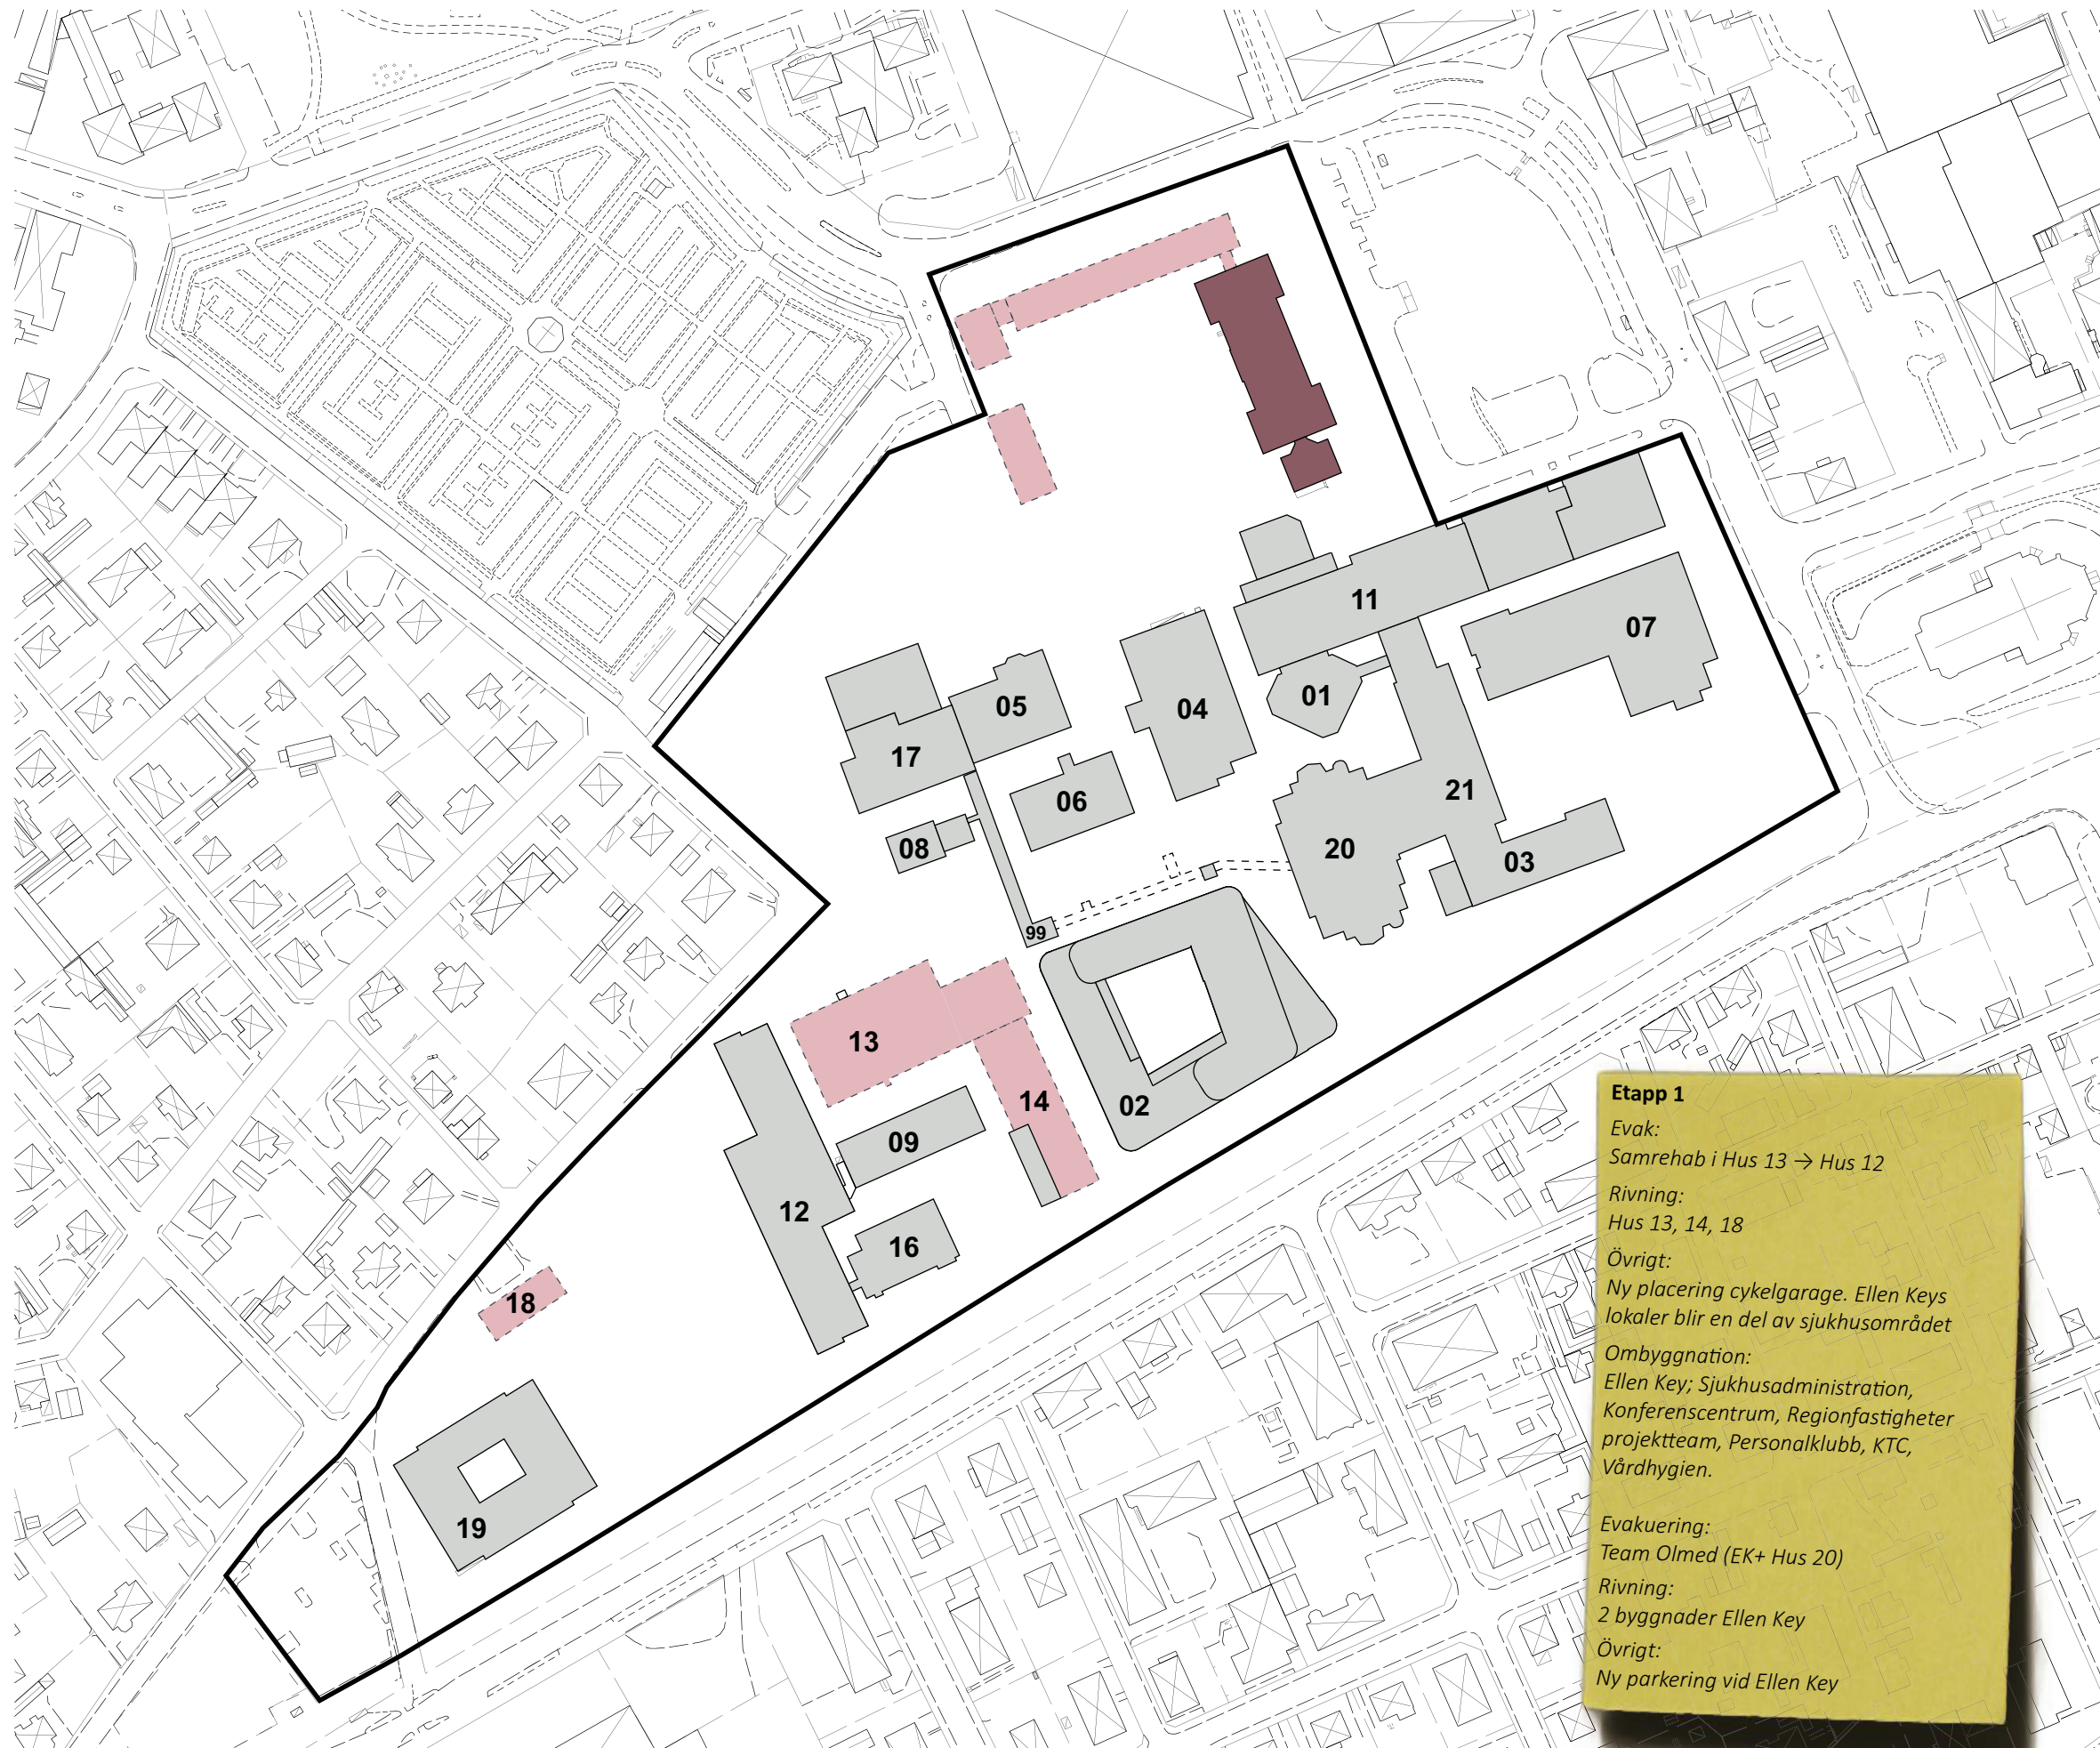 11
07
01
05
04
17
21
06
08
20
03
99
13
14
02
09
12
16
18
19
Etapp 1
Evak:
Samrehab i Hus 13 → Hus 12
Rivning:
Hus 13, 14, 18
Övrigt:
Ny placering cykelgarage. Ellen Keys
lokaler blir en del av sjukhusområdet
Ombyggnation:
Ellen Key; Sjukhusadministration,
Konferenscentrum, Regionfastigheter
projektteam, Personalklubb, KTC,
Vårdhygien.
Evakuering:
Team Olmed (EK+ Hus 20)
Rivning:
2 byggnader Ellen Key
Övrigt:
Ny parkering vid Ellen Key